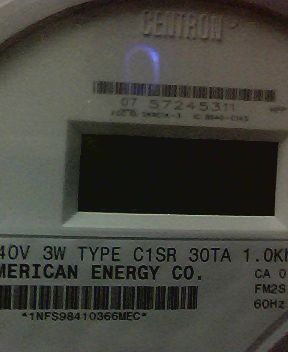 CENTRON
07 57245311
40V 3W TYPE C1SR 30TA 1.0K
MERICAN ENERGY CO.
CA 0
FM2S
60Hz
*1NFS98410366MEC*